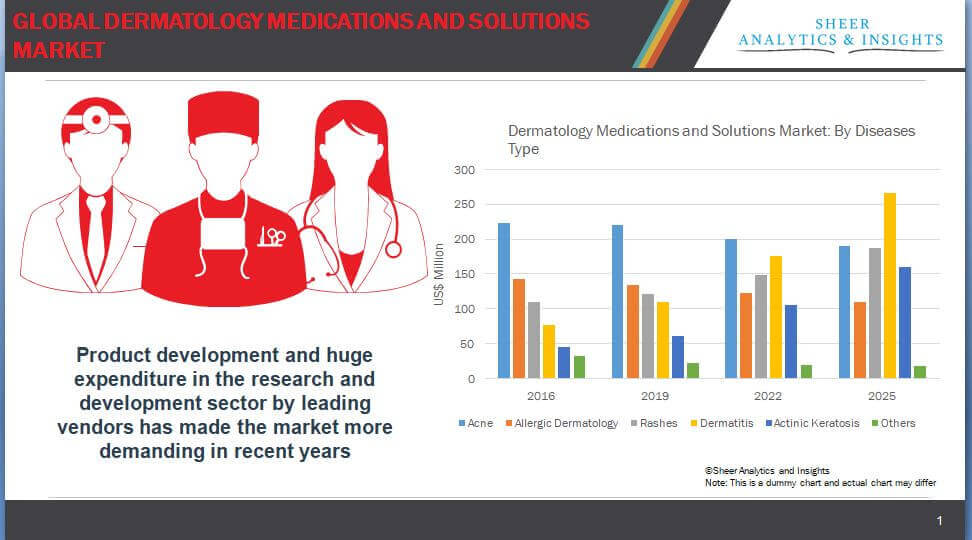 GLOBAL DERMATOLOGY MEDICATIONS AND SOLUTIONS
MARKET
SHEER
ANALYTICS & INSIGHTS
Product development and huge
expenditure in the research and
development sector by leading
vendors has made the market more
demanding in recent years
Dermatology Medications and Solutions Market: By Diseases
Type
US$ Million
300
250
200
150
100
50
0
2016 2019 2022 2025
Acne Allergic Dermatology Rashes Dermatitis Actinic Keratosis Others
©Sheer Analytics and Insights
Note: This is a dummy chart and actual chart may differ
1